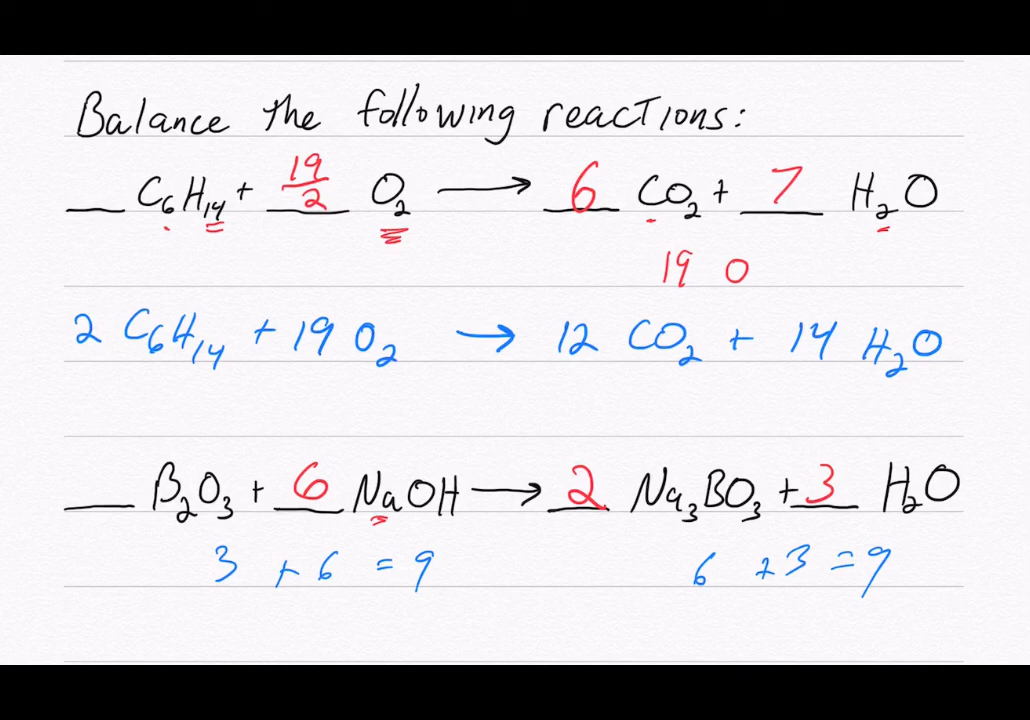 Balance the following reactions:
__ C₆H₁₄ + 19/2 O₂ → 6 CO₂ + 7 H₂O
19 O
2 C₆H₁₄ + 19 O₂ → 12 CO₂ + 14 H₂O
__ B₂O₃ + 6 NaOH → 2 Na₃BO₃ + 3 H₂O
3 + 6 = 9 6 + 3 = 9